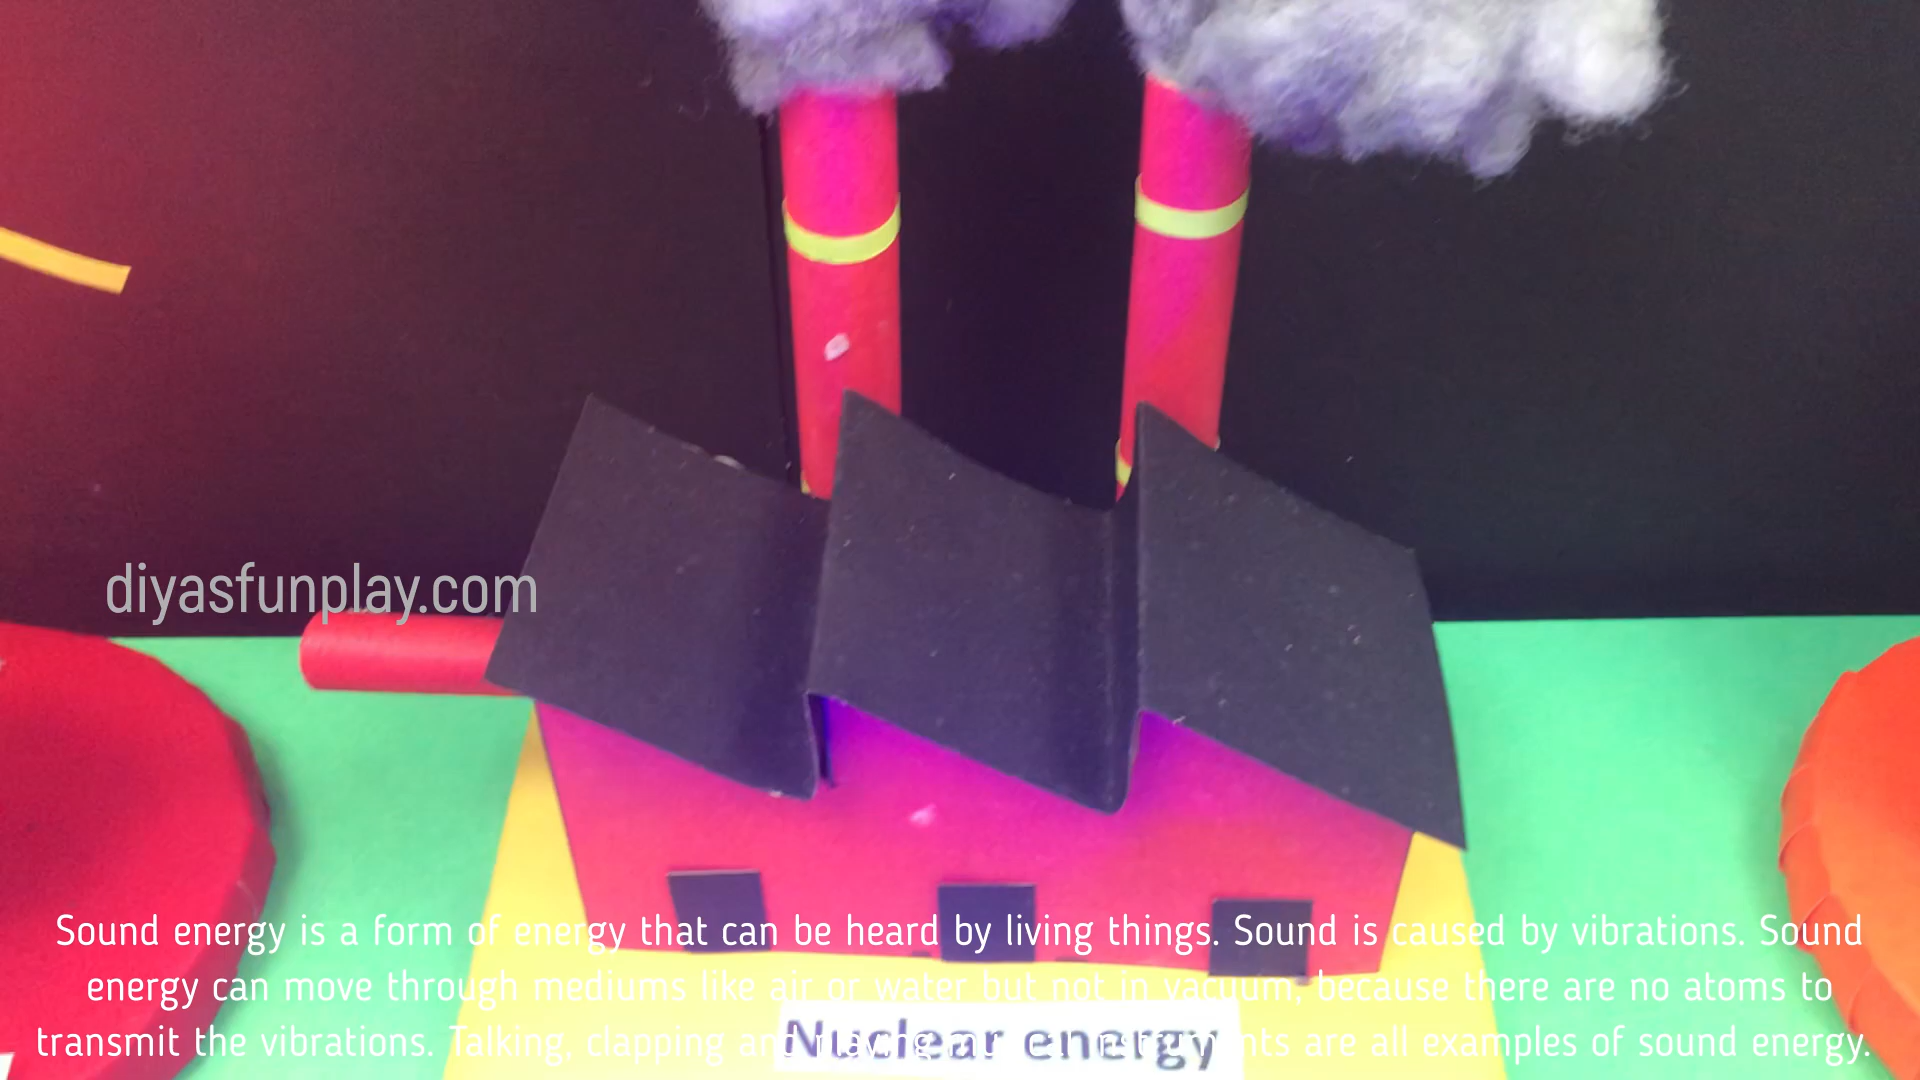 diyasfunplay.com
Sound energy is a form of energy that can be heard by living things. Sound is caused by vibrations. Sound
energy can move through mediums like air or water but not in vacuum, because there are no atoms to
transmit the vibrations. Talking, clapping and playing are all examples of sound energy.
Nuclear energy